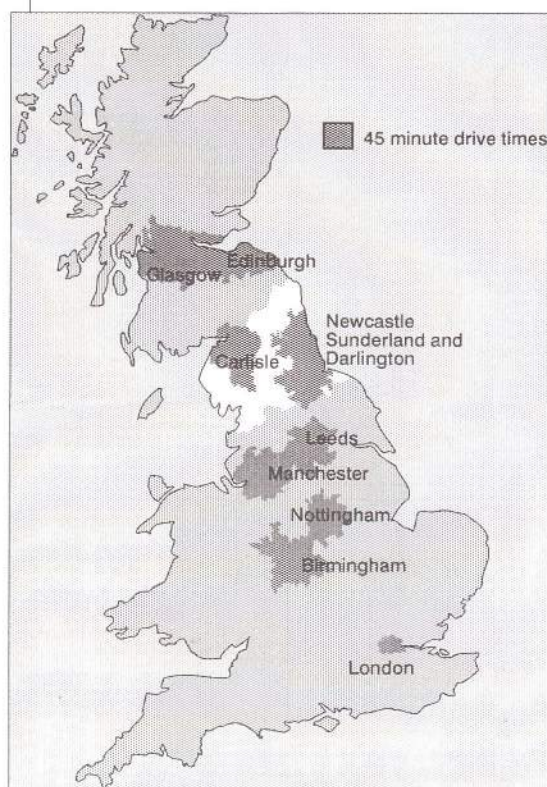 45 minute drive times
Edinburgh
Glasgow
Newcastle
Sunderland and
Darlington
Carlisle
Leeds
Manchester
Nottingham
Birmingham
London